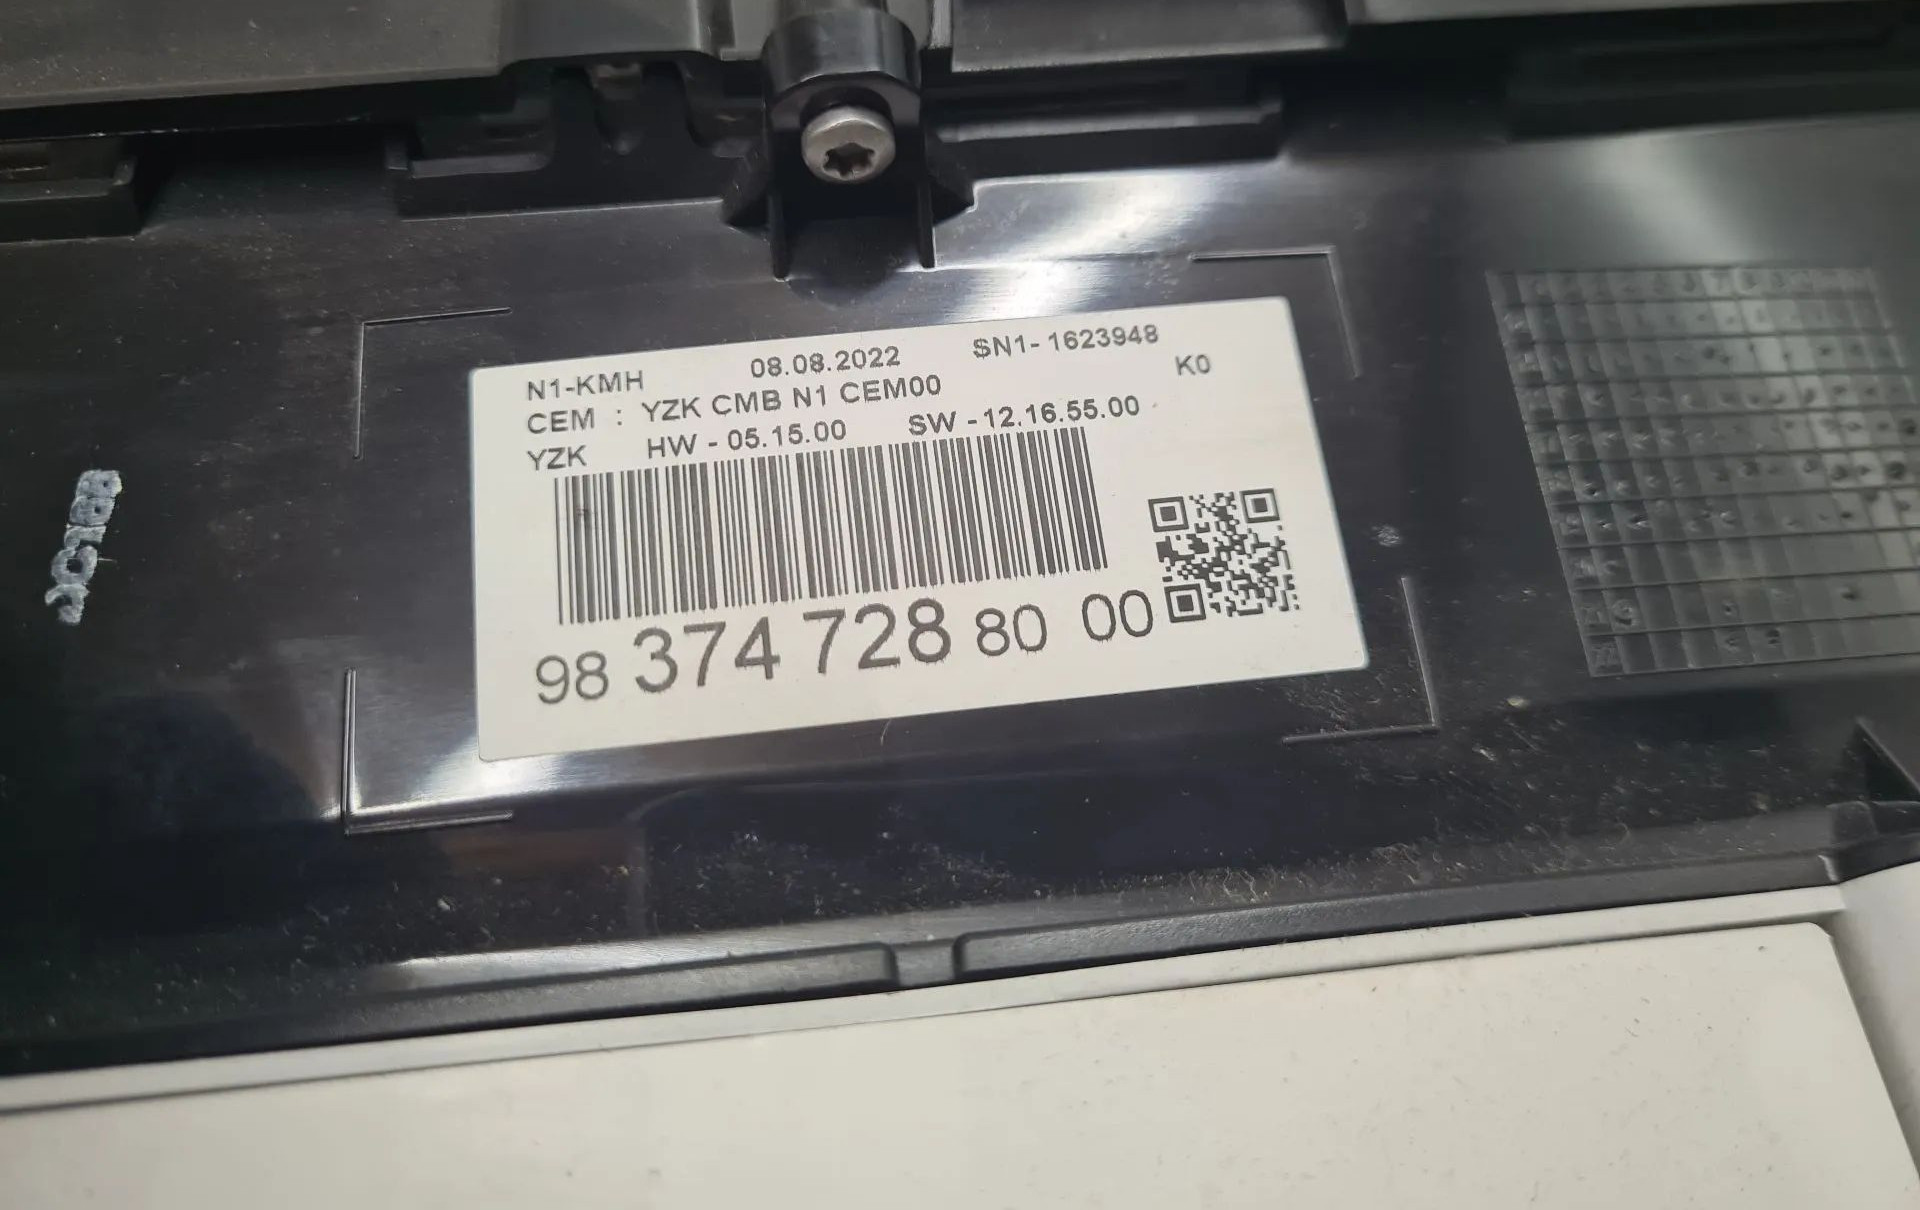 N1-KMH 08.08.2022 SN1- 1623948
CEM : YZK CMB N1 CEM00 K0
YZK HW - 05.15.00 SW -12.16.55.00
98 374 728 80 00